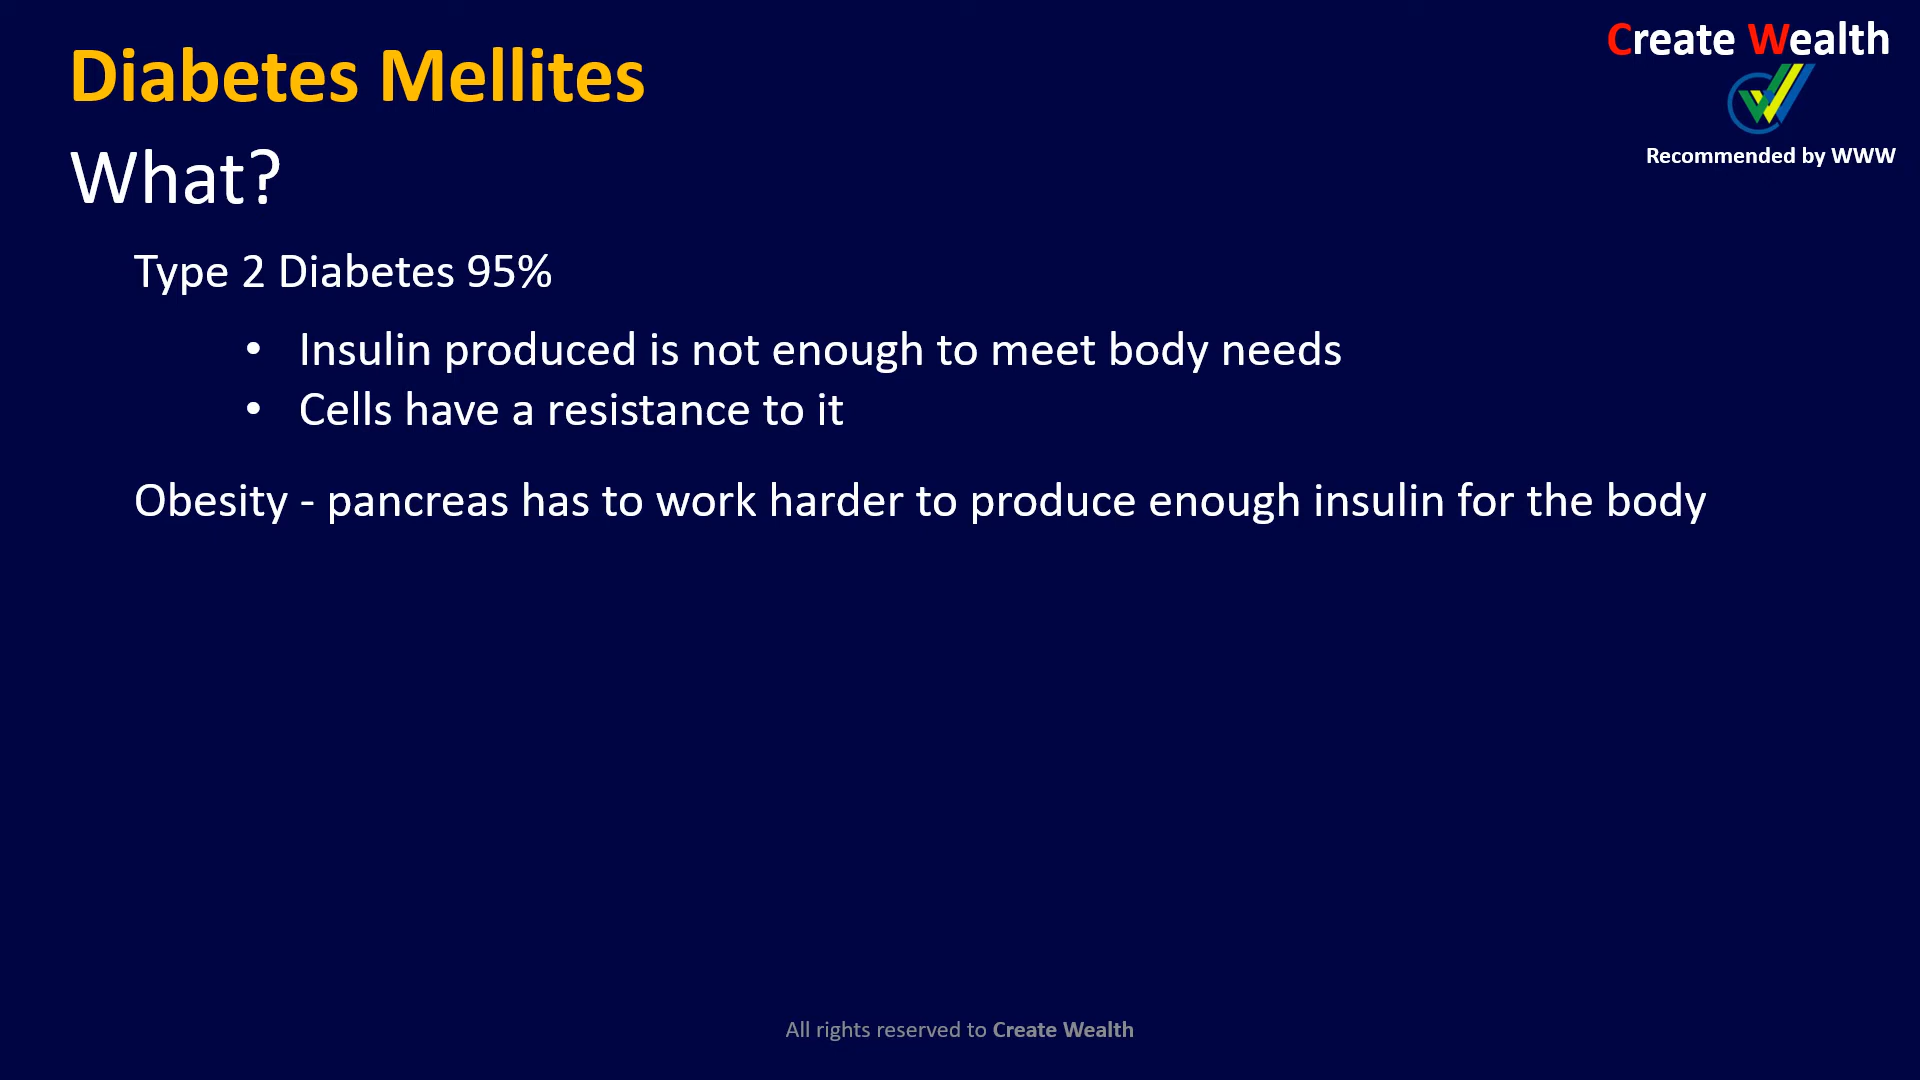 Diabetes Mellites
Create Wealth
Recommended by WWW
What?
Type 2 Diabetes 95%
• Insulin produced is not enough to meet body needs
• Cells have a resistance to it
Obesity - pancreas has to work harder to produce enough insulin for the body
All rights reserved to Create Wealth